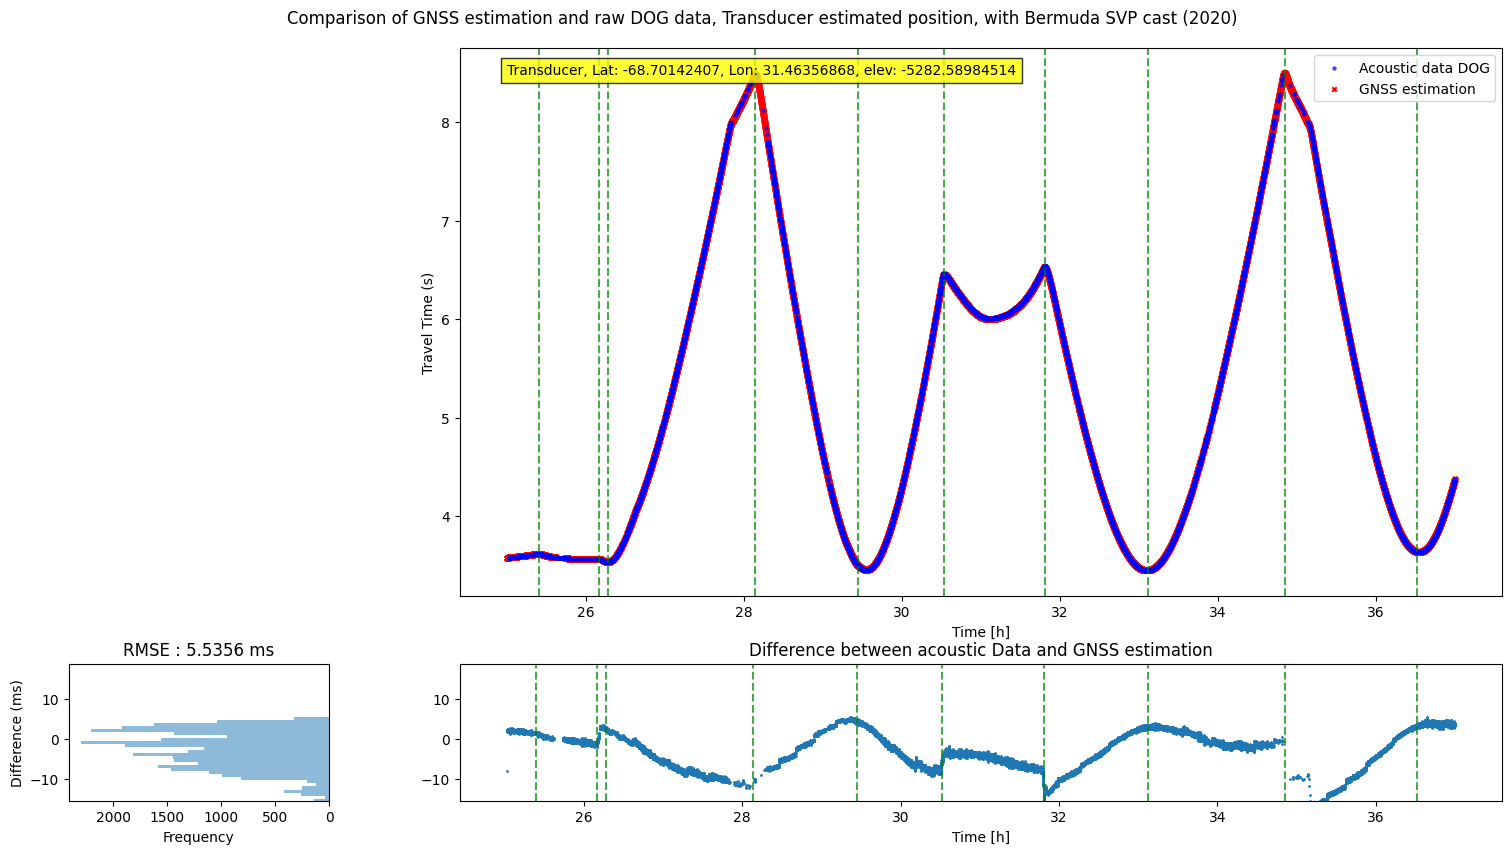 Comparison of GNSS estimation and raw DOG data, Transducer estimated position, with Bermuda SVP cast (2020)
Transducer, Lat: -68.70142407, Lon: 31.46356868, elev: -5282.58984514
Acoustic data DOG
GNSS estimation
Travel Time (s)
8
7
6
5
4
26 28 30 32 34 36
Time [h]
RMSE : 5.5356 ms
Difference (ms)
10
0
−10
2000 1500 1000 500 0
Frequency
Difference between acoustic Data and GNSS estimation
10
0
−10
26 28 30 32 34 36
Time [h]